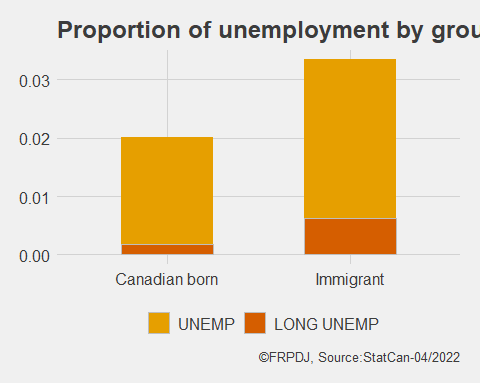 Proportion of unemployment by grou
0.03
0.02
0.01
0.00
Canadian born Immigrant
UNEMP LONG UNEMP
©FRPDJ, Source:StatCan-04/2022